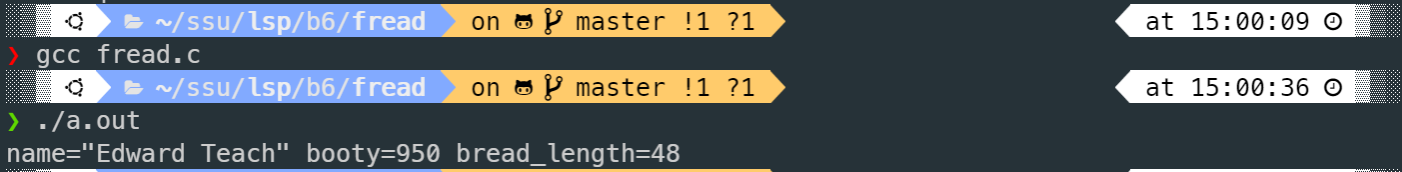 ~/ssu/lsp/b6/fread on master !1 ?1 at 15:00:09
❯ gcc fread.c
~/ssu/lsp/b6/fread on master !1 ?1 at 15:00:36
❯ ./a.out
name="Edward Teach" booty=950 bread_length=48